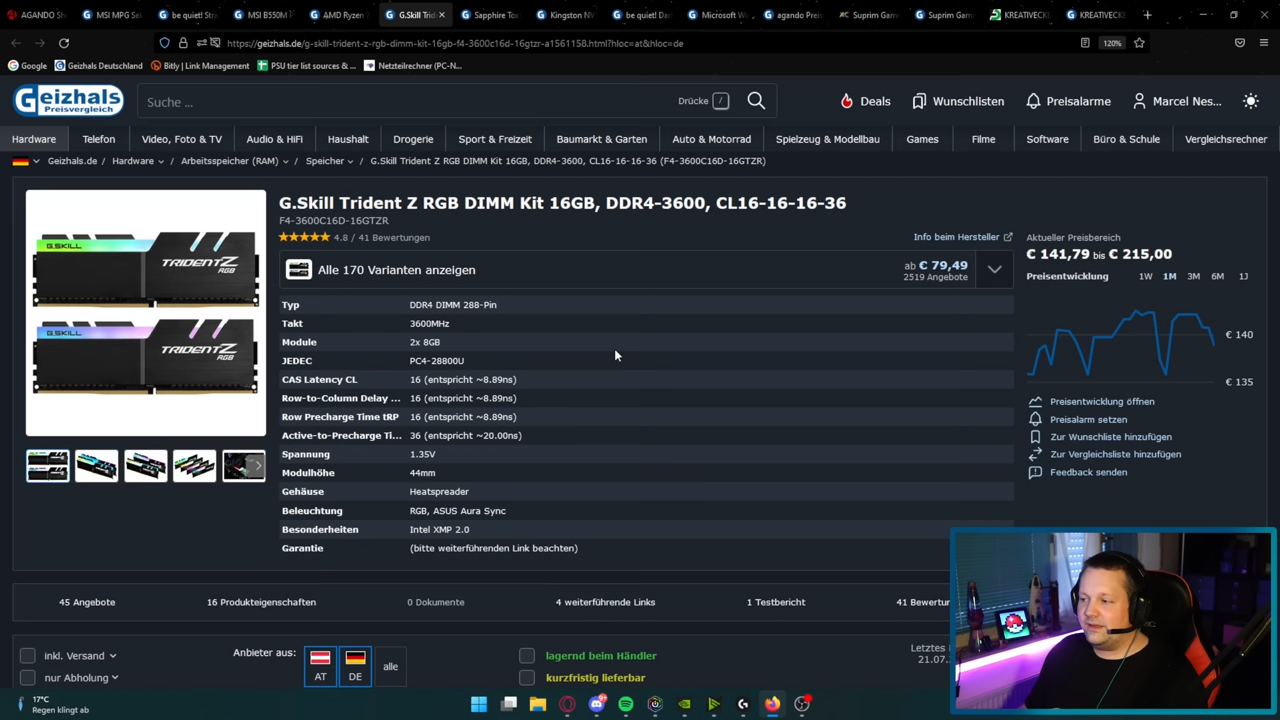 AGANDO Shop
MSI MPG Sek
be quiet! Stra
MSI B550M P
AMD Ryzen 7
G.Skill Trid
Sapphire Tox
Kingston NV
be quiet! Dan
Microsoft Wi
agando Preis
Suprim Gam
Suprim Gam
KREATIVECK
KREATIVECK
https://geizhals.de/g-skill-trident-z-rgb-dimm-kit-16gb-f4-3600c16d-16gtzr-a1561158.html?hloc=at&hloc=de
120%
Google
Geizhals Deutschland
Bitly | Link Management
PSU tier list sources & ...
Netzteilrechner (PC-N...
Geizhals
Preisvergleich
Suche ...
Drücke /
Deals
Wunschlisten
Preisalarme
Marcel Nes...
Hardware
Telefon
Video, Foto & TV
Audio & HiFi
Haushalt
Drogerie
Sport & Freizeit
Baumarkt & Garten
Auto & Motorrad
Spielzeug & Modellbau
Games
Filme
Software
Büro & Schule
Vergleichsrechner
Geizhals.de / Hardware / Arbeitsspeicher (RAM) / Speicher / G.Skill Trident Z RGB DIMM Kit 16GB, DDR4-3600, CL16-16-16-36 (F4-3600C16D-16GTZR)
G.SKILL
TRIDENTZ
RGB
G.SKILL
TRIDENTZ
RGB
G.Skill Trident Z RGB DIMM Kit 16GB, DDR4-3600, CL16-16-16-36
F4-3600C16D-16GTZR
4.8 / 41 Bewertungen
Info beim Hersteller
Alle 170 Varianten anzeigen
ab € 79,49
2519 Angebote
Typ DDR4 DIMM 288-Pin
Takt 3600MHz
Module 2x 8GB
JEDEC PC4-28800U
CAS Latency CL 16 (entspricht ~8.89ns)
Row-to-Column Delay ... 16 (entspricht ~8.89ns)
Row Precharge Time tRP 16 (entspricht ~8.89ns)
Active-to-Precharge Ti... 36 (entspricht ~20.00ns)
Spannung 1.35V
Modulhöhe 44mm
Gehäuse Heatspreader
Beleuchtung RGB, ASUS Aura Sync
Besonderheiten Intel XMP 2.0
Garantie (bitte weiterführenden Link beachten)
Aktueller Preisbereich
€ 141,79 bis € 215,00
Preisentwicklung 1W 1M 3M 6M 1J
€ 140
€ 135
Preisentwicklung öffnen
Preisalarm setzen
Zur Wunschliste hinzufügen
Zur Vergleichsliste hinzufügen
Feedback senden
45 Angebote
16 Produkteigenschaften
0 Dokumente
4 weiterführende Links
1 Testbericht
41 Bewertun
inkl. Versand
nur Abholung
Anbieter aus:
AT
DE
alle
lagernd beim Händler
kurzfristig lieferbar
Letztes
21.07.
17°C
Regen klingt ab